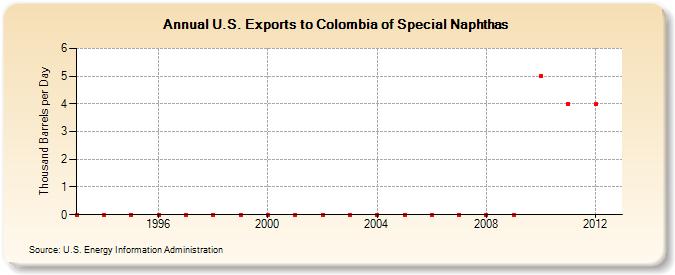 Annual U.S. Exports to Colombia of Special Naphthas
Thousand Barrels per Day
6
5
4
3
2
1
0
1996 2000 2004 2008 2012
Source: U.S. Energy Information Administration